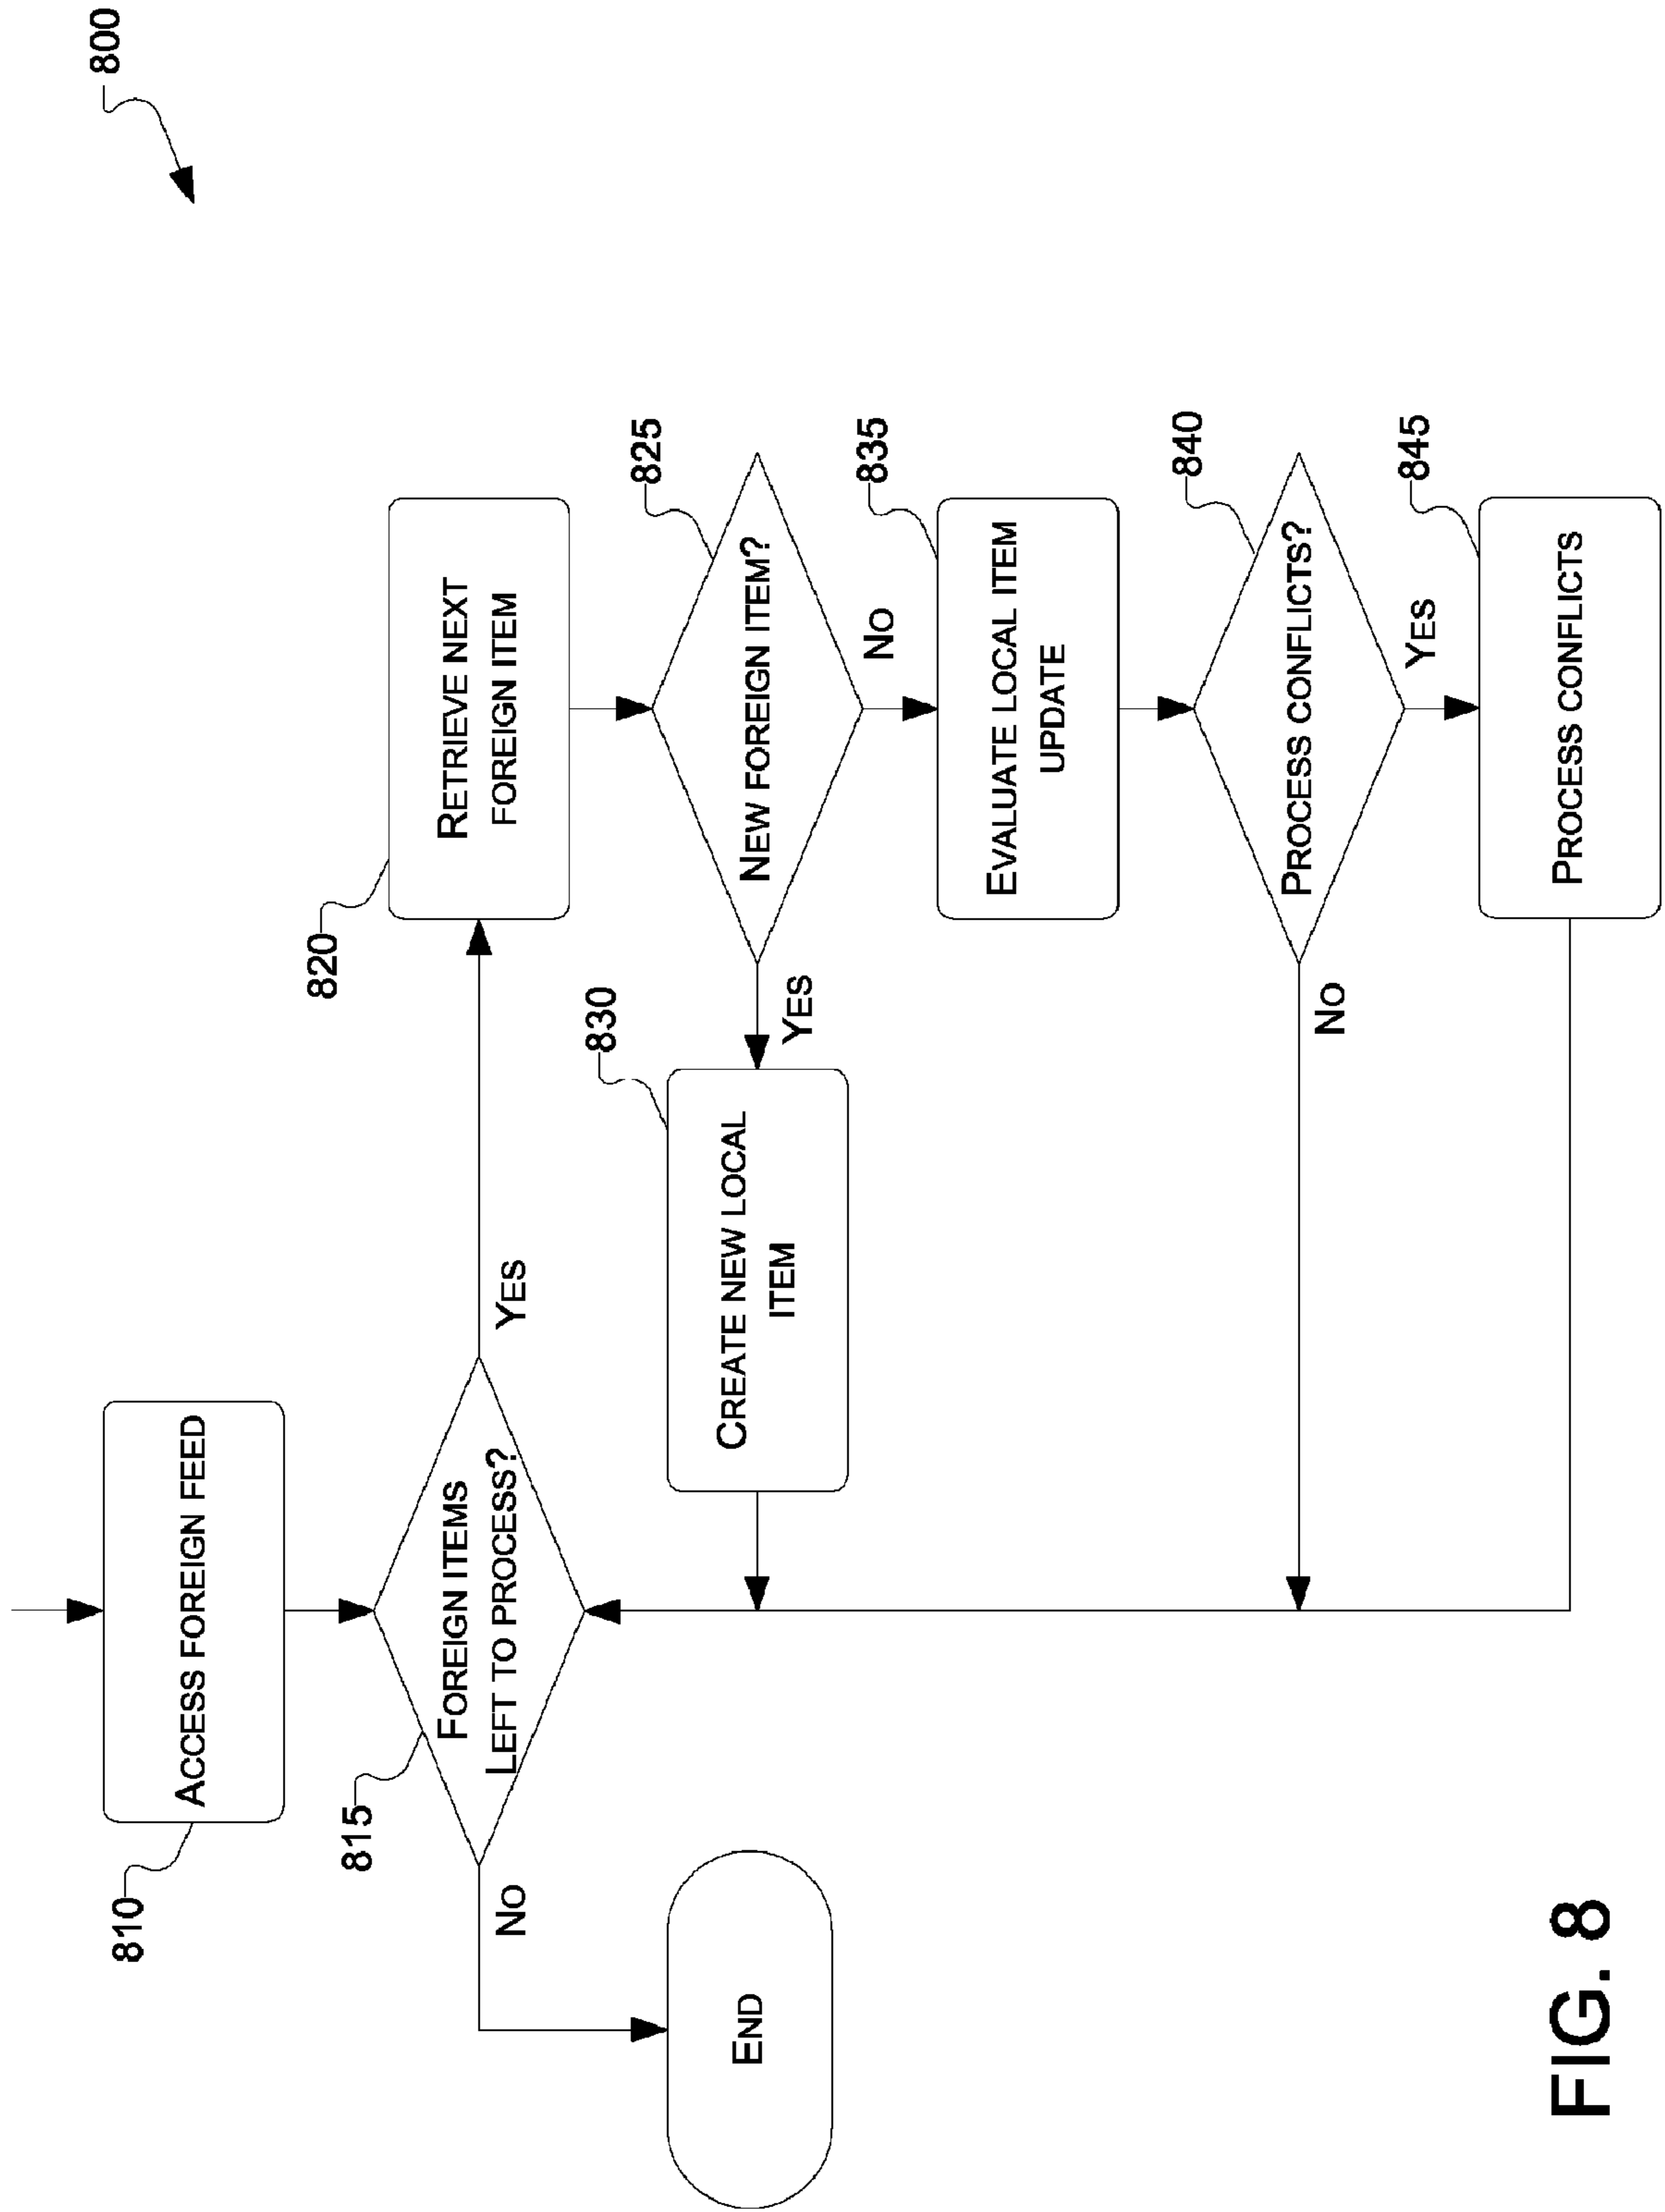 800
810
ACCESS FOREIGN FEED
815
FOREIGN ITEMS
LEFT TO PROCESS?
NO
YES
END
820
RETRIEVE NEXT
FOREIGN ITEM
825
NEW FOREIGN ITEM?
YES
NO
830
CREATE NEW LOCAL
ITEM
835
EVALUATE LOCAL ITEM
UPDATE
840
PROCESS CONFLICTS?
NO
YES
845
PROCESS CONFLICTS
FIG. 8